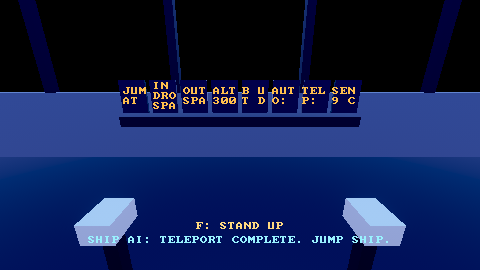 JUM AT
IN DRO SPA
OUT SPA
ALT 300
B U T D
AUT O:
TEL P:
SEN 9 C
F: STAND UP
SHIP AI: TELEPORT COMPLETE. JUMP SHIP.